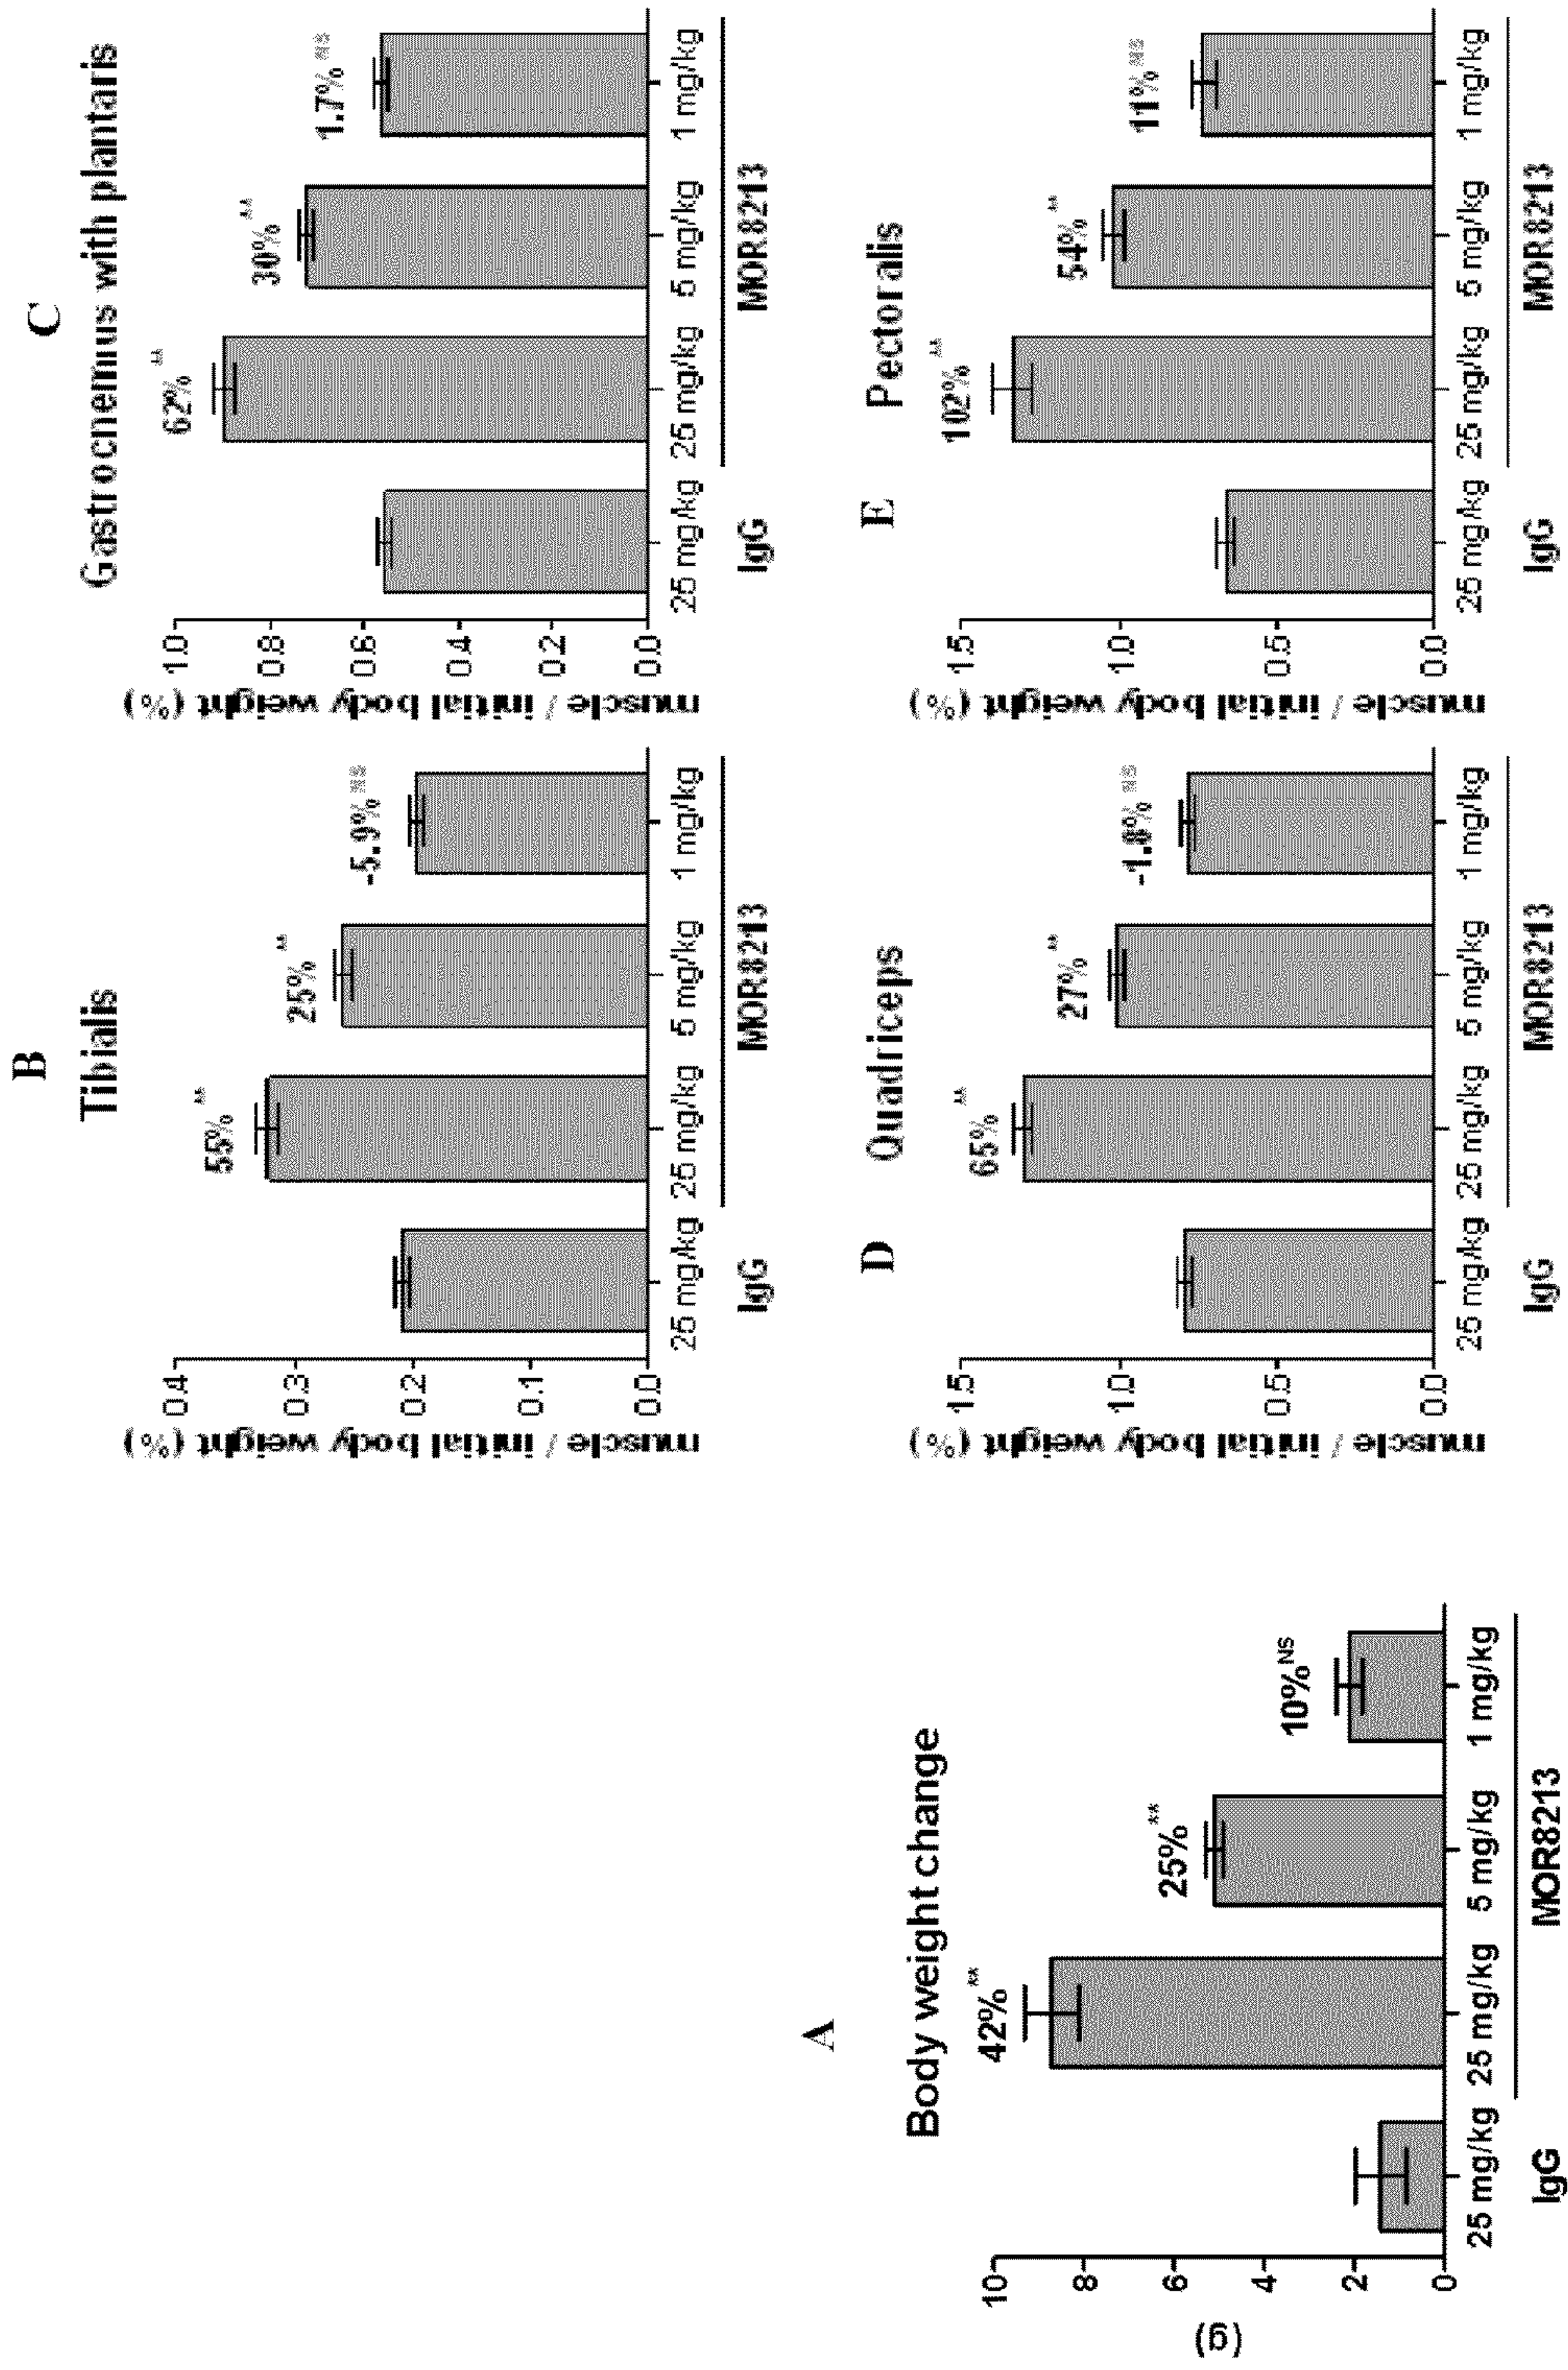 A
Body weight change
42%**
25%**
10%NS
(g)
10
8
6
4
2
0
25 mg/kg 25 mg/kg 5 mg/kg 1 mg/kg
IgG MOR8213
B
Tibialis
55%**
25%**
-5.9%NS
muscle / initial body weight (%)
0.4
0.3
0.2
0.1
0.0
25 mg/kg 25 mg/kg 5 mg/kg 1 mg/kg
IgG MOR8213
C
Gastrocnemus with plantaris
62%**
30%**
1.7%NS
muscle / initial body weight (%)
1.0
0.8
0.6
0.4
0.2
0.0
25 mg/kg 25 mg/kg 5 mg/kg 1 mg/kg
IgG MOR8213
D
Quadriceps
65%**
27%**
-1.8%NS
muscle / initial body weight (%)
1.5
1.0
0.5
0.0
25 mg/kg 25 mg/kg 5 mg/kg 1 mg/kg
IgG MOR8213
E
Pectoralis
102%**
54%**
11%NS
muscle / initial body weight (%)
1.5
1.0
0.5
0.0
25 mg/kg 25 mg/kg 5 mg/kg 1 mg/kg
IgG MOR8213